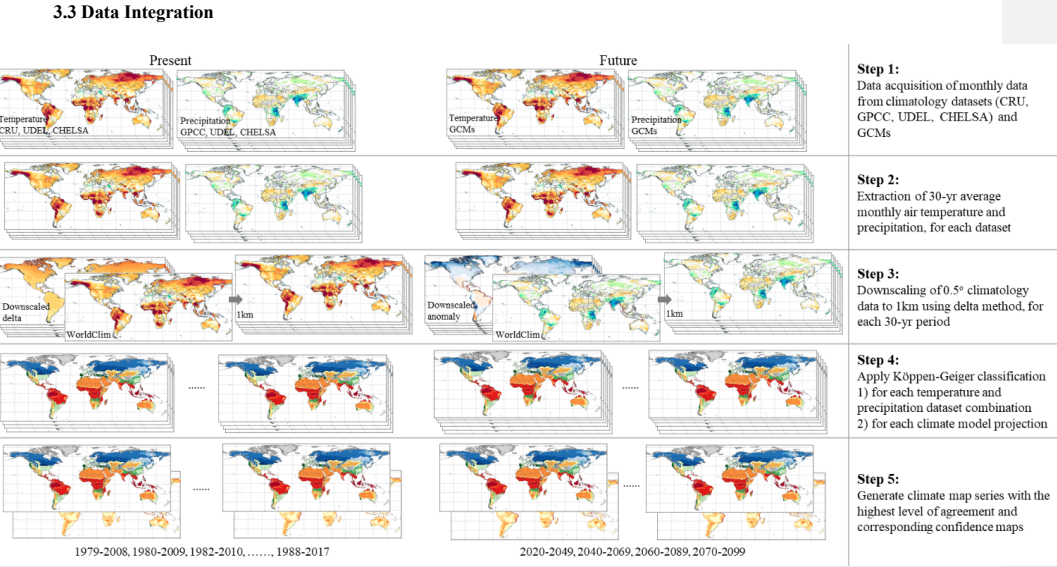 3.3 Data Integration
Present
Future
Temperature
CRU, UDEL, CHELSA
Precipitation
GPCC, UDEL, CHELSA
Temperature
GCMs
Precipitation
GCMs
Step 1:
Data acquisition of monthly data
from climatology datasets (CRU,
GPCC, UDEL, CHELSA) and
GCMs
Step 2:
Extraction of 30-yr average
monthly air temperature and
precipitation, for each dataset
Downscaled
delta
WorldClim
1km
Downscaled
anomaly
WorldClim
1km
Step 3:
Downscaling of 0.5° climatology
data to 1km using delta method, for
each 30-yr period
......
......
Step 4:
Apply Köppen-Geiger classification
1) for each temperature and
precipitation dataset combination
2) for each climate model projection
......
......
Step 5:
Generate climate map series with the
highest level of agreement and
corresponding confidence maps
1979-2008, 1980-2009, 1982-2010, ......, 1988-2017
2020-2049, 2040-2069, 2060-2089, 2070-2099